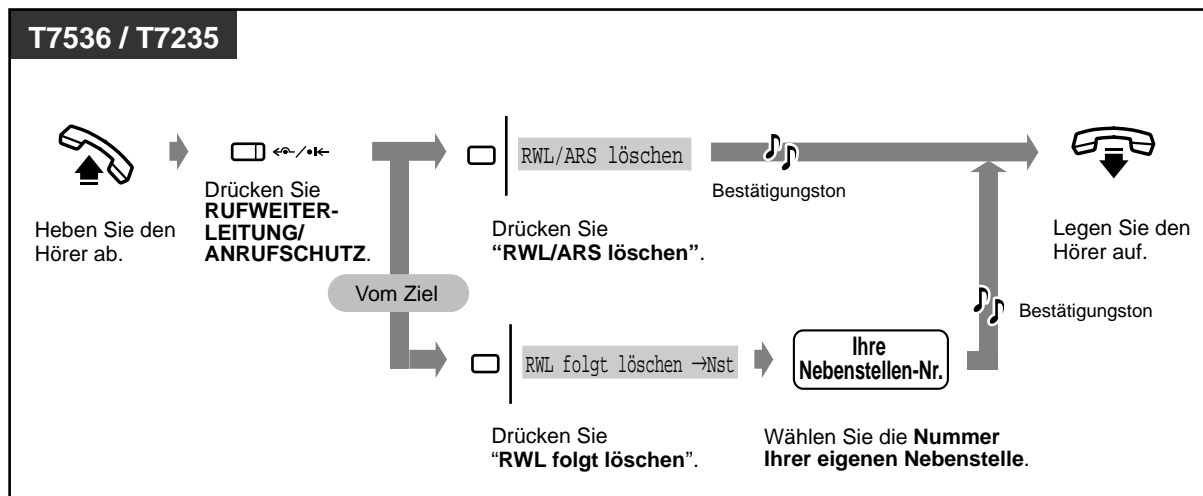 T7536 / T7235
Heben Sie den
Hörer ab.
Drücken Sie
RUFWEITER-
LEITUNG/
ANRUFSCHUTZ.
RWL/ARS löschen
Drücken Sie
“RWL/ARS löschen”.
Bestätigungston
Legen Sie den
Hörer auf.
Vom Ziel
RWL folgt löschen →Nst
Drücken Sie
“RWL folgt löschen”.
Ihre
Nebenstellen-Nr.
Wählen Sie die Nummer
Ihrer eigenen Nebenstelle.
Bestätigungston